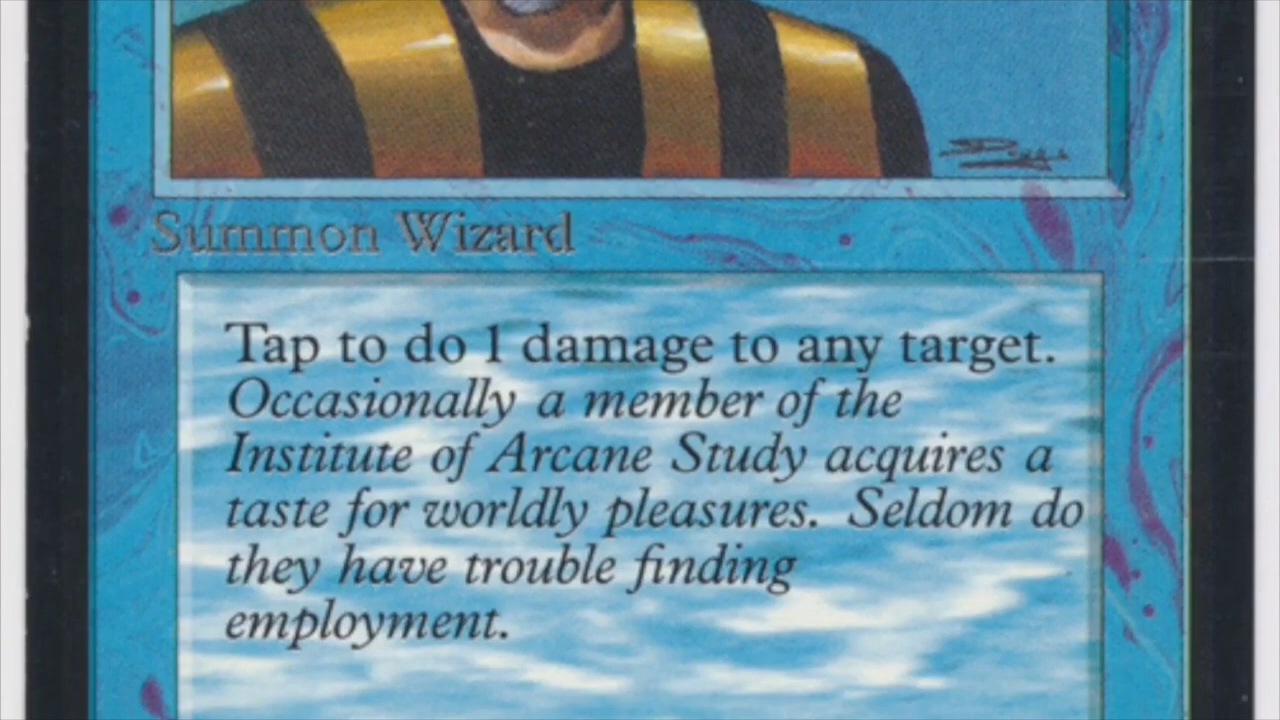 Summon Wizard
Tap to do 1 damage to any target.
Occasionally a member of the
Institute of Arcane Study acquires a
taste for worldly pleasures. Seldom do
they have trouble finding
employment.